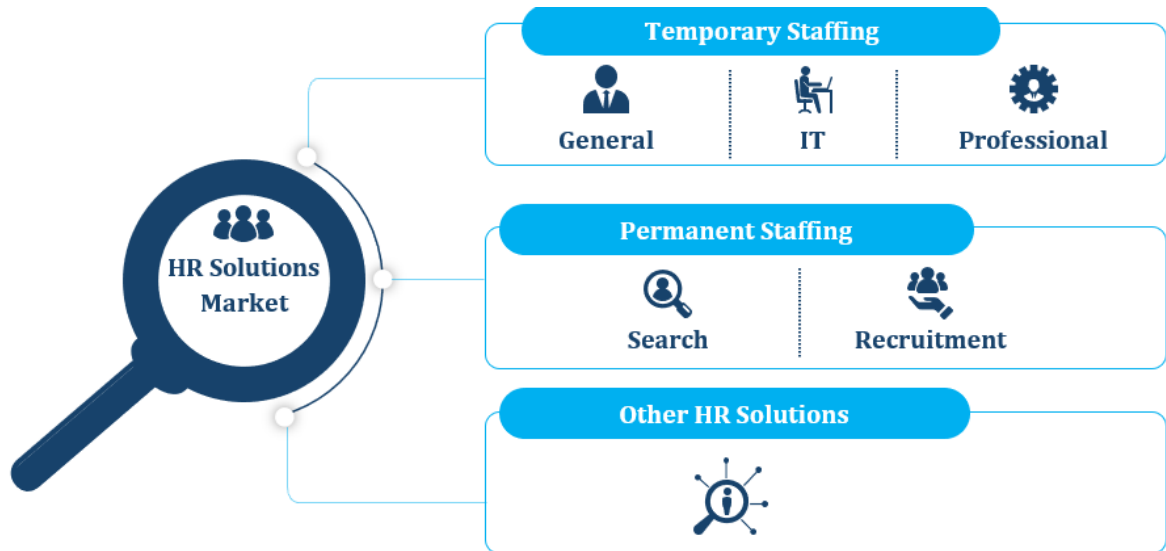 HR Solutions
Market
Temporary Staffing
General
IT
Professional
Permanent Staffing
Search
Recruitment
Other HR Solutions